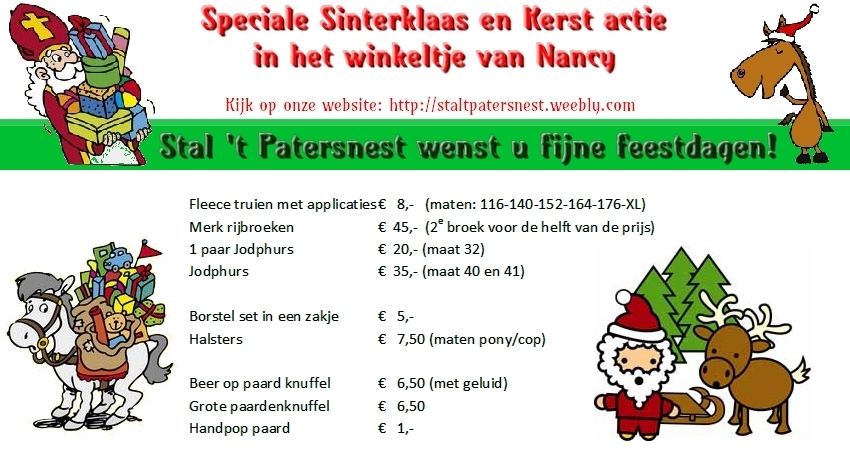 Speciale Sinterklaas en Kerst actie
in het winkeltje van Nancy
Kijk op onze website: http://staltpatersnest.weebly.com
Stal 't Patersnest wenst u fijne feestdagen!
Fleece truien met applicaties € 8,- (maten: 116-140-152-164-176-XL)
Merk rijbroeken € 45,- (2e broek voor de helft van de prijs)
1 paar Jodphurs € 20,- (maat 32)
Jodphurs € 35,- (maat 40 en 41)
Borstel set in een zakje € 5,-
Halsters € 7,50 (maten pony/cop)
Beer op paard knuffel € 6,50 (met geluid)
Grote paardenknuffel € 6,50
Handpop paard € 1,-